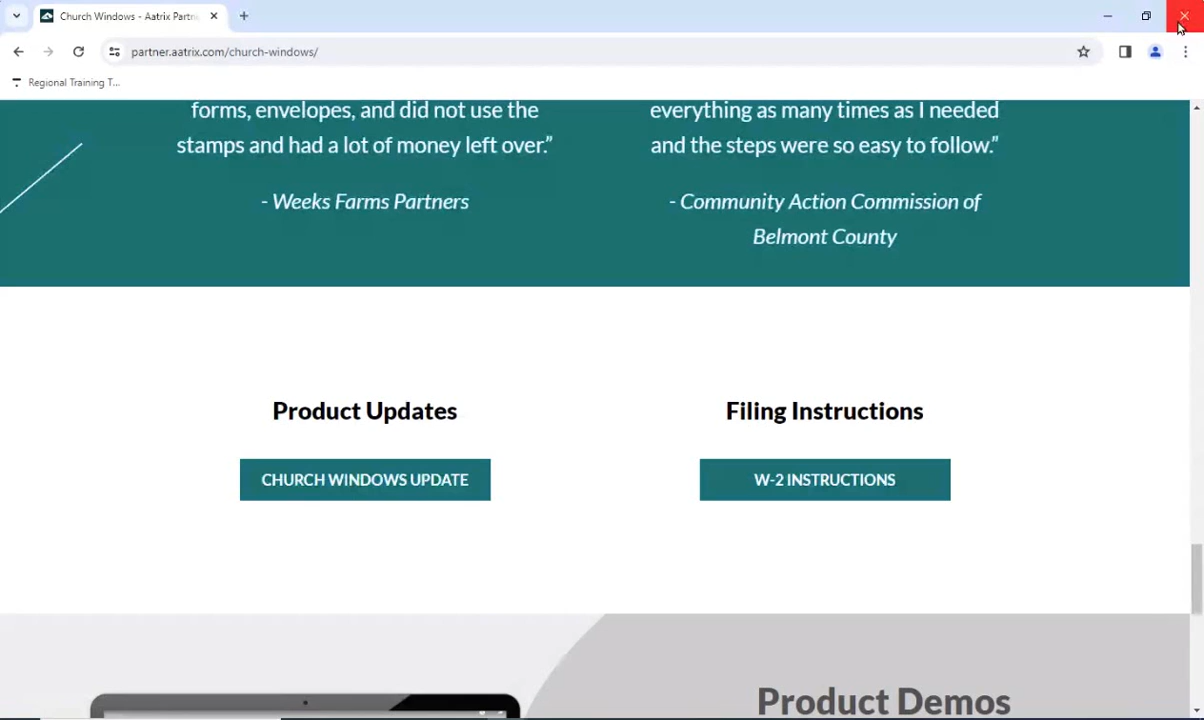 Church Windows - Aatrix Partn
partner.aatrix.com/church-windows/
Regional Training T...
forms, envelopes, and did not use the
stamps and had a lot of money left over.”
- Weeks Farms Partners
everything as many times as I needed
and the steps were so easy to follow.”
- Community Action Commission of
Belmont County
Product Updates
CHURCH WINDOWS UPDATE
Filing Instructions
W-2 INSTRUCTIONS
Product Demos